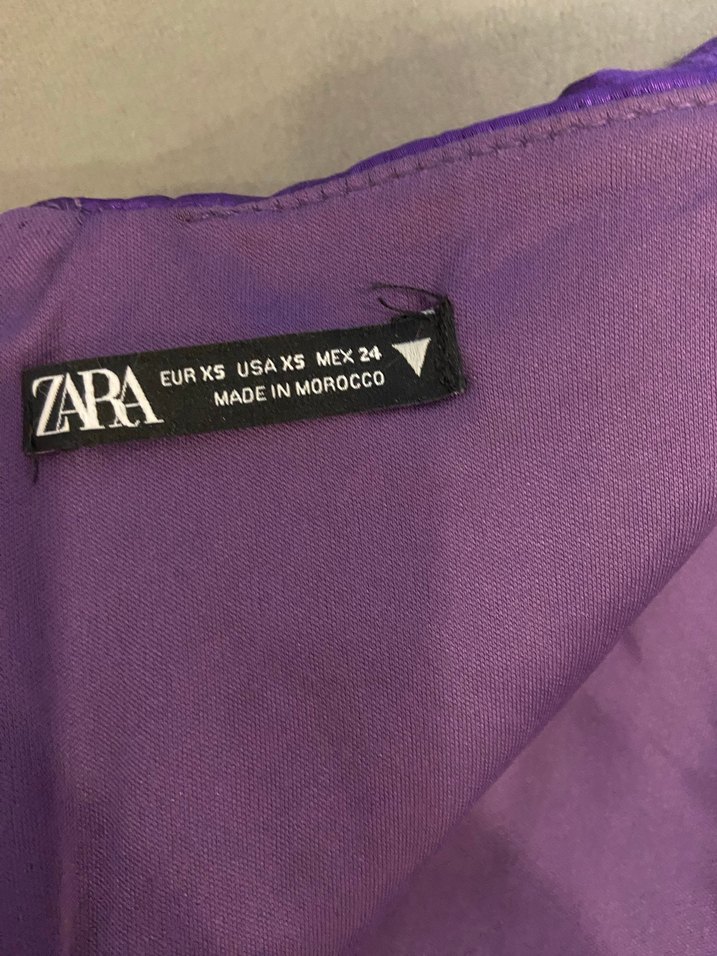 ZARA
EUR XS USA XS MEX 24
MADE IN MOROCCO